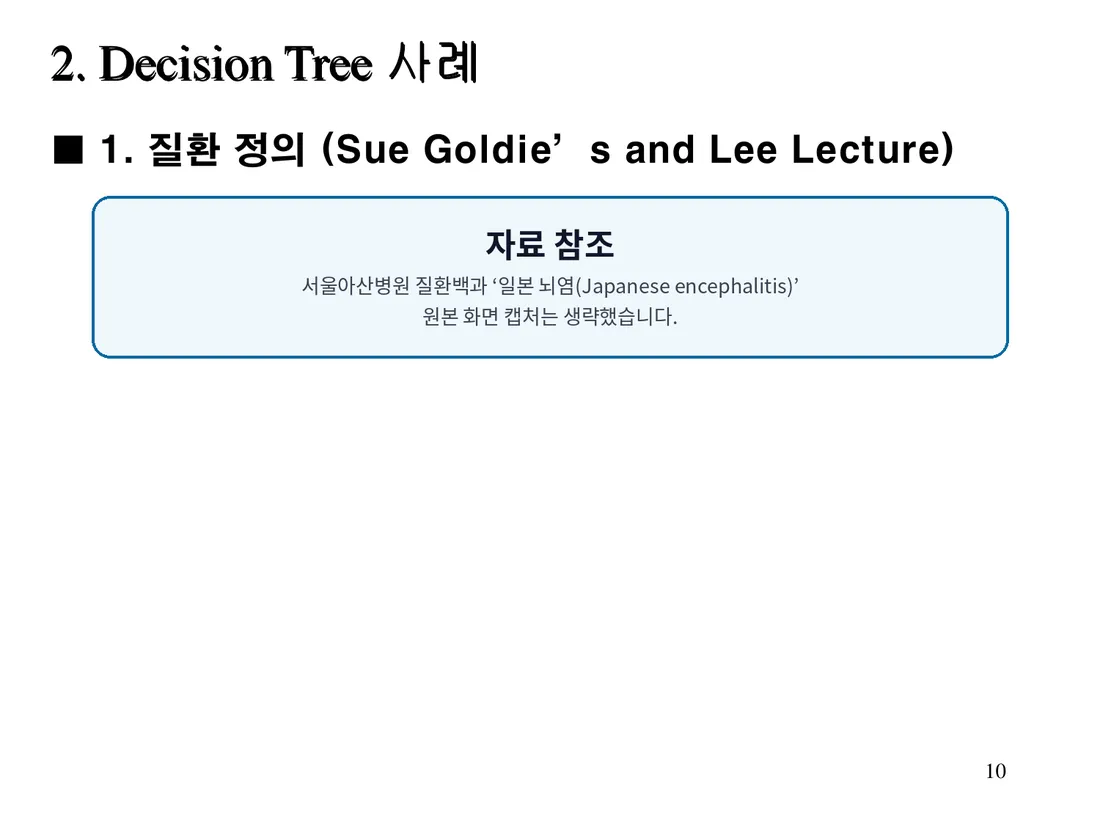 2. Decision Tree 사례
■ 1. 질환 정의 (Sue Goldie’s and Lee Lecture)
자료 참조
서울아산병원 질환백과 ‘일본 뇌염(Japanese encephalitis)’
원본 화면 캡처는 생략했습니다.
10